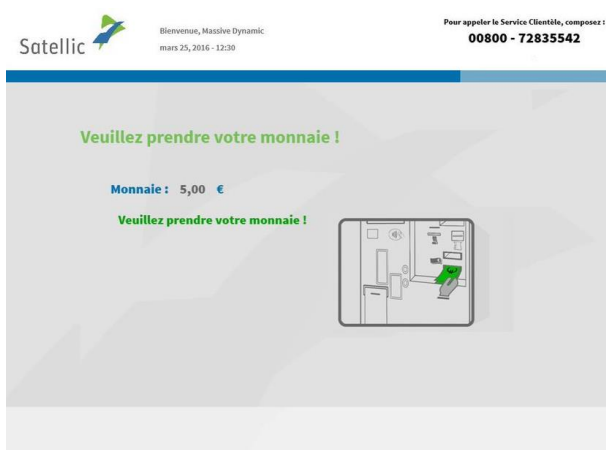 Satellic
Bienvenue, Massive Dynamic
mars 25, 2016 - 12:30
Pour appeler le Service Clientèle, composez :
00800 - 72835542
Veuillez prendre votre monnaie !
Monnaie : 5,00 €
Veuillez prendre votre monnaie !